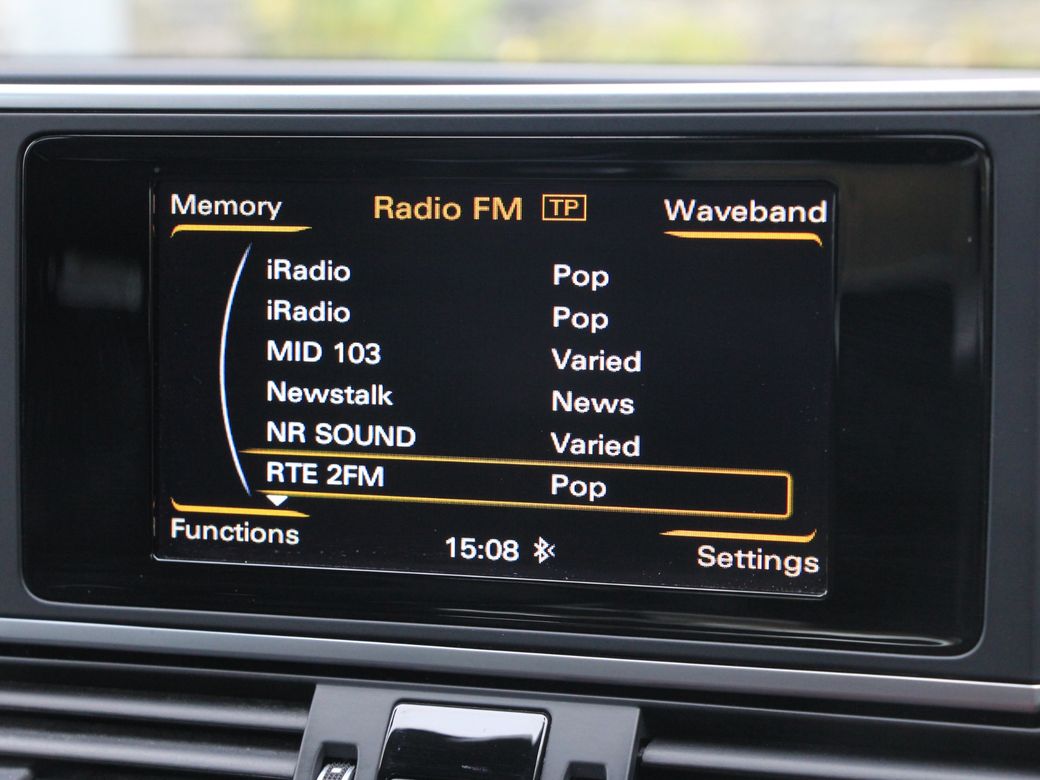 Memory Radio FM TP Waveband
iRadio Pop
iRadio Pop
MID 103 Varied
Newstalk News
NR SOUND Varied
RTE 2FM Pop
Functions 15:08 Settings